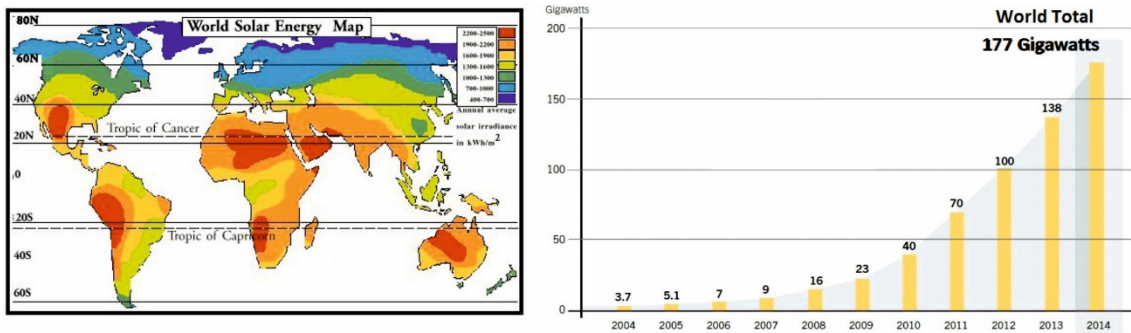 World Solar Energy Map
80N
60N
40N
20N
0
20S
40S
60S
Tropic of Cancer
Tropic of Capricorn
2200-2500
1900-2200
1600-1900
1300-1600
1000-1300
700-1000
400-700
Annual average
solar irradiance
in kWh/m2
Gigawatts
World Total
177 Gigawatts
200
150
100
50
0
3.7
5.1
7
9
16
23
40
70
100
138
2004
2005
2006
2007
2008
2009
2010
2011
2012
2013
2014